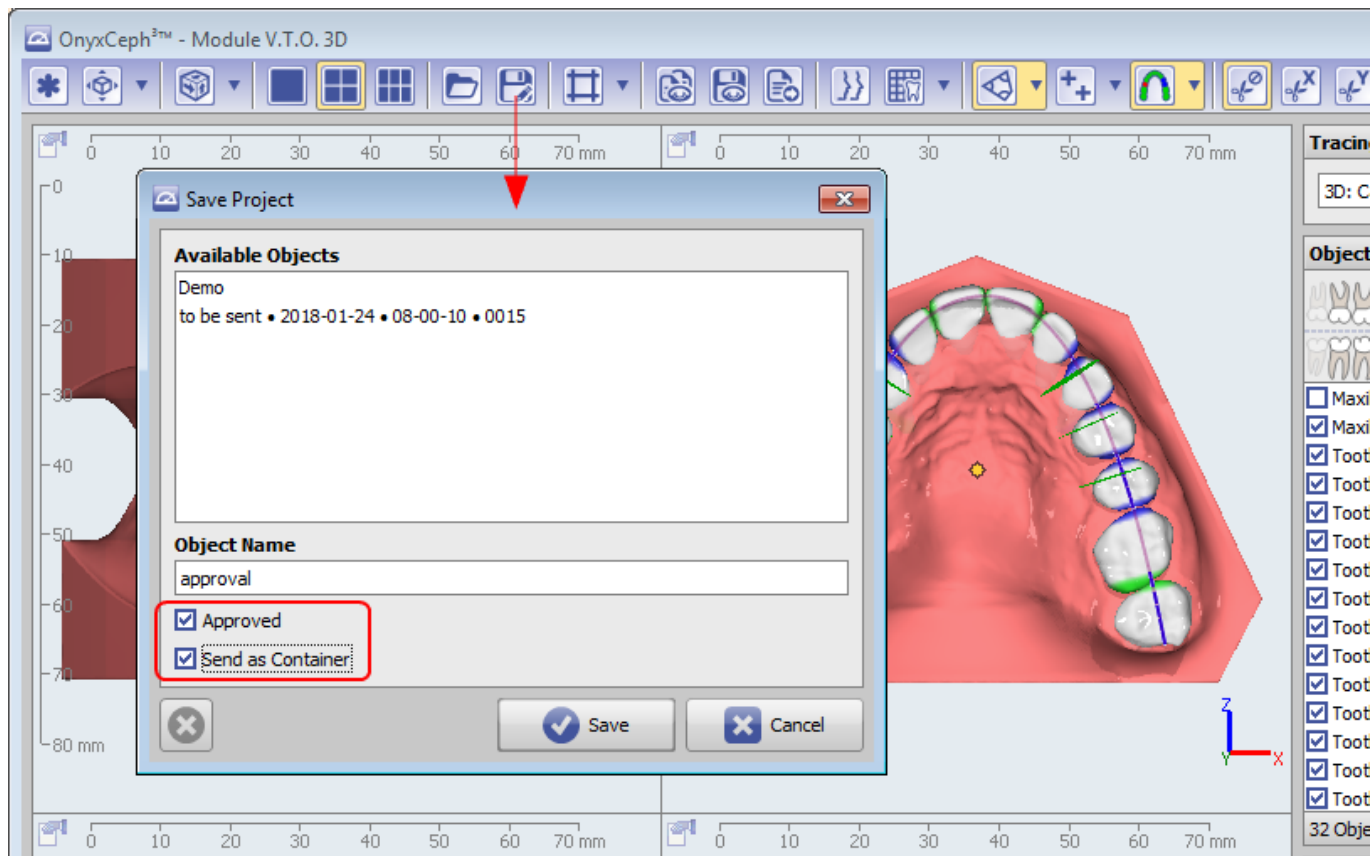 OnyxCeph³™ - Module V.T.O. 3D
0 10 20 30 40 50 60 70 mm
0 10 20 30 40 50 60 70 mm
Tracin
3D: C
0
10
20
30
40
50
60
70
80 mm
Save Project
Available Objects
Demo
to be sent • 2018-01-24 • 08-00-10 • 0015
Object Name
approval
Approved
Send as Container
Save
Cancel
Object
Maxi
Maxi
Toot
Toot
Toot
Toot
Toot
Toot
Toot
Toot
Toot
Toot
Toot
Toot
Toot
32 Obje
Z
Y
X
X
Y
0 10 20 30 40 50 60 70 mm
0 10 20 30 40 50 60 70 mm